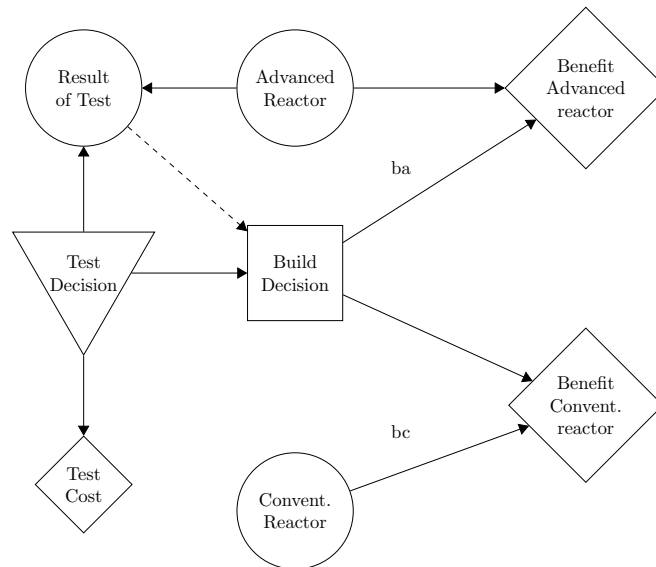 Result
of Test
Advanced
Reactor
Benefit
Advanced
reactor
ba
Test
Decision
Build
Decision
Benefit
Convent.
reactor
bc
Test
Cost
Convent.
Reactor